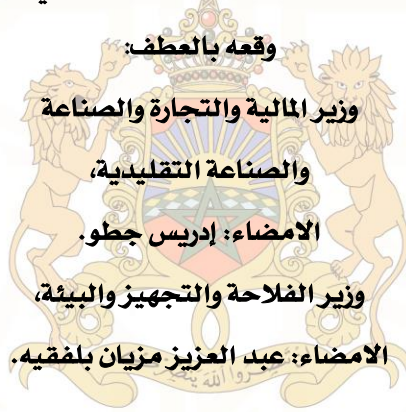 وقعه بالعطف:
وزير المالية والتجارة والصناعة
والصناعة التقليدية،
الامضاء: إدريس جطو.
وزير الفلاحة والتجهيز والبيئة،
الامضاء: عبد العزيز مزيان بلفقيه.